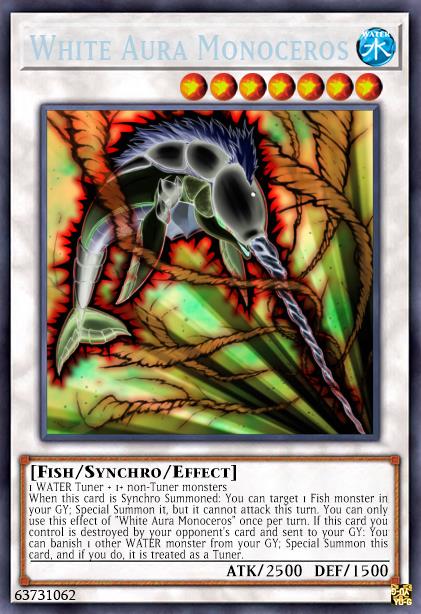 White Aura Monoceros
WATER
水
[Fish/Synchro/Effect]
1 WATER Tuner + 1+ non-Tuner monsters
When this card is Synchro Summoned: You can target 1 Fish monster in
your GY; Special Summon it, but it cannot attack this turn. You can only
use this effect of "White Aura Monoceros" once per turn. If this card you
control is destroyed by your opponent's card and sent to your GY: You
can banish 1 other WATER monster from your GY; Special Summon this
card, and if you do, it is treated as a Tuner.
ATK/2500 DEF/1500
63731062